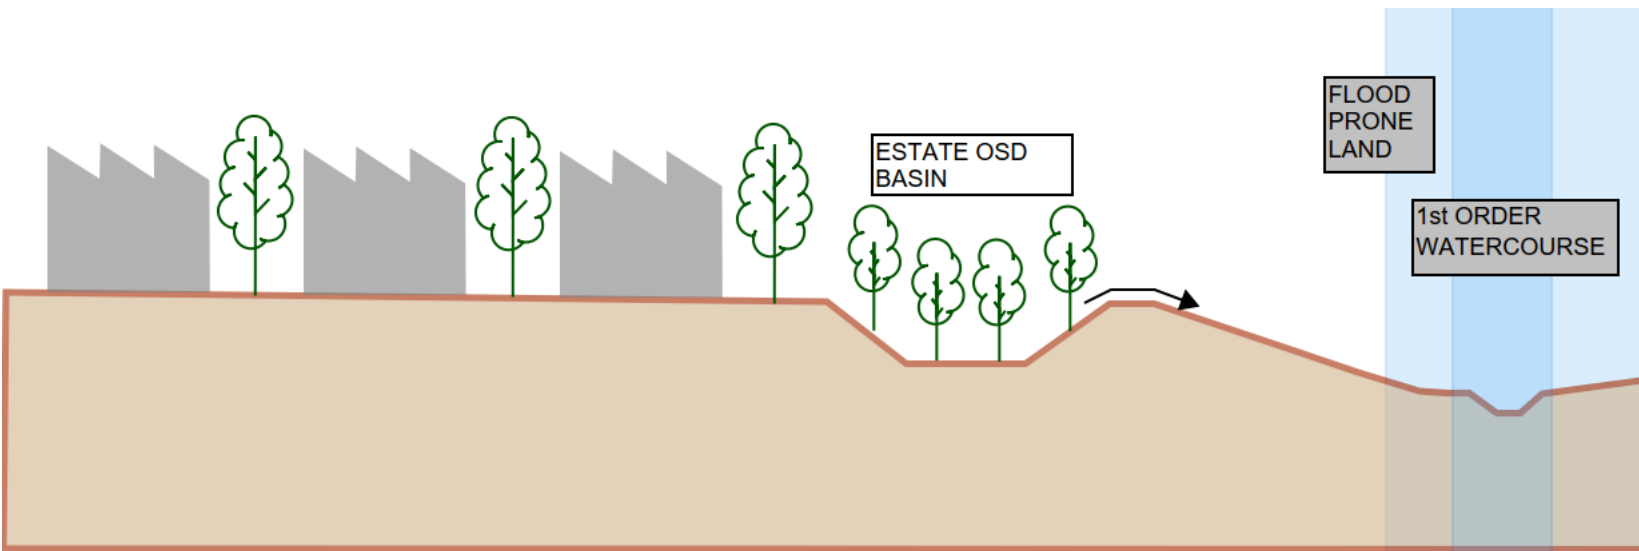 ESTATE OSD
BASIN
FLOOD
PRONE
LAND
1st ORDER
WATERCOURSE